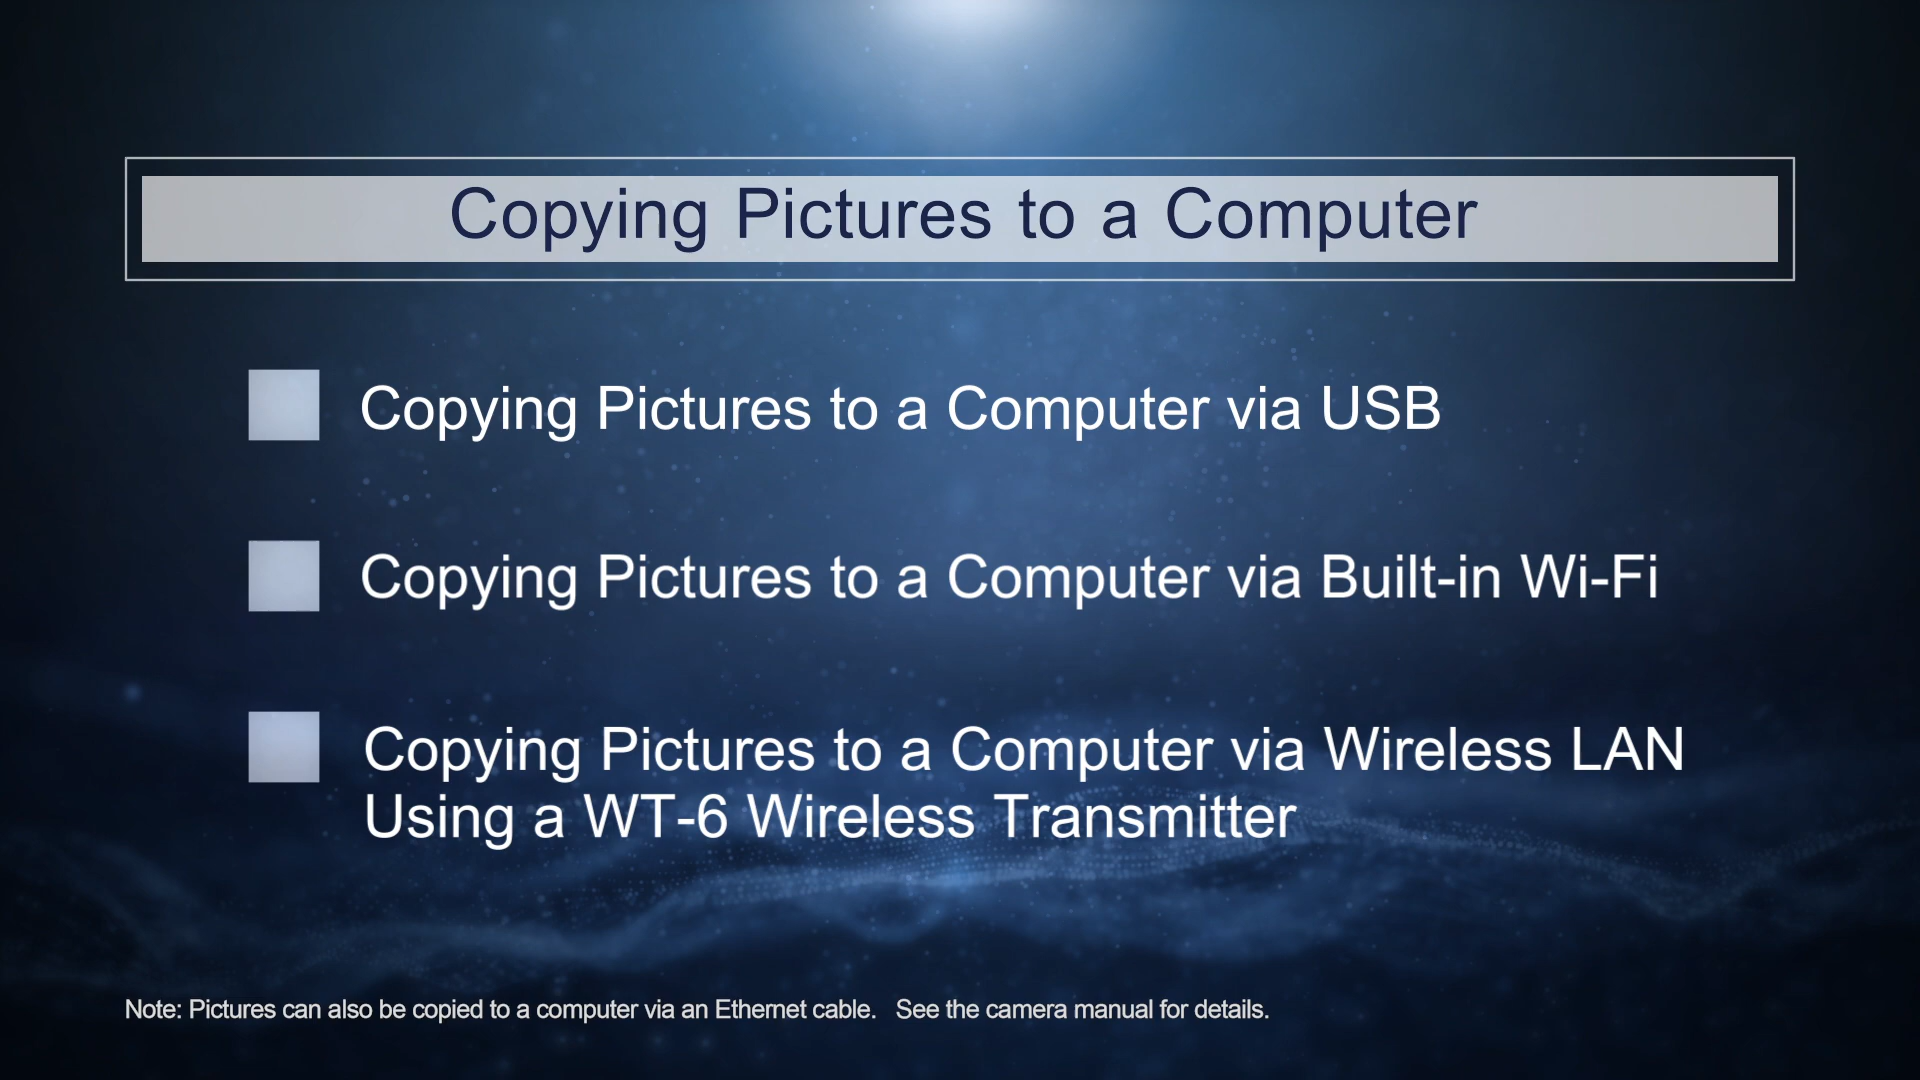 Copying Pictures to a Computer
Copying Pictures to a Computer via USB
Copying Pictures to a Computer via Built-in Wi-Fi
Copying Pictures to a Computer via Wireless LAN
Using a WT-6 Wireless Transmitter
Note: Pictures can also be copied to a computer via an Ethernet cable. See the camera manual for details.